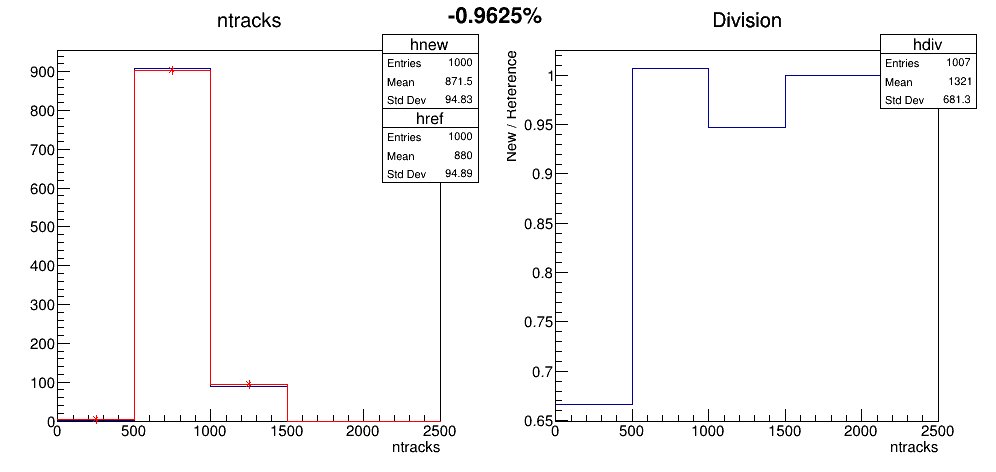 -0.9625%
ntracks
hnew
Entries 1000
Mean 871.5
Std Dev 94.83
href
Entries 1000
Mean 880
Std Dev 94.89
900
800
700
600
500
400
300
200
100
0
0 500 1000 1500 2000 2500
ntracks
Division
hdiv
Entries 1007
Mean 1321
Std Dev 681.3
New / Reference
1
0.95
0.9
0.85
0.8
0.75
0.7
0.65
0 500 1000 1500 2000 2500
ntracks